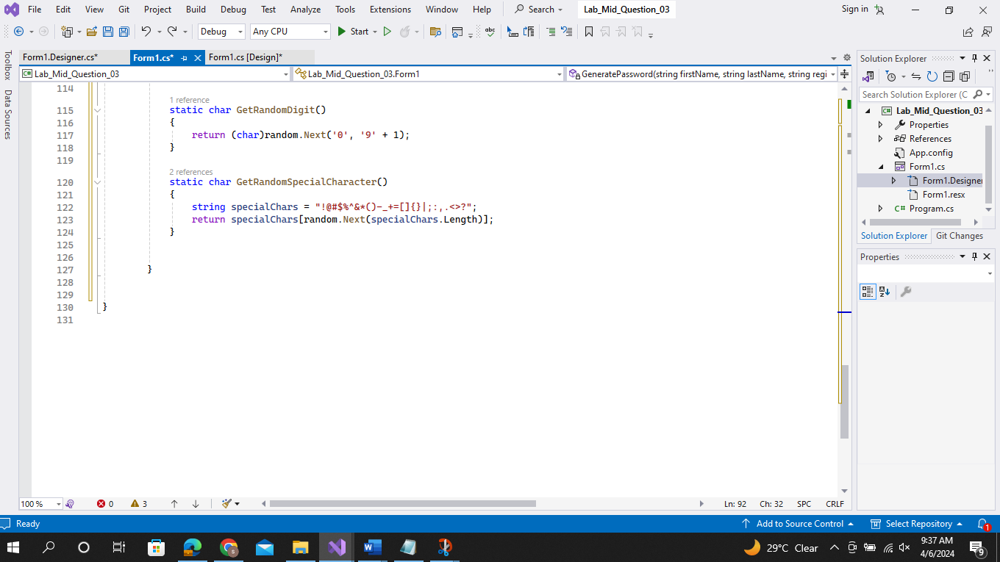 File Edit View Git Project Build Debug Test Analyze Tools Extensions Window Help Search Lab_Mid_Question_03 Sign in
Debug Any CPU Start
Toolbox
Data Sources
Form1.Designer.cs* Form1.cs* Form1.cs [Design]*
Lab_Mid_Question_03 Lab_Mid_Question_03.Form1 GeneratePassword(string firstName, string lastName, string regi
114
1 reference
115 static char GetRandomDigit()
116 {
117 return (char)random.Next('0', '9' + 1);
118 }
119
2 references
120 static char GetRandomSpecialCharacter()
121 {
122 string specialChars = "!@#$%^&*()-_+=[]{}|;:,.<>?";
123 return specialChars[random.Next(specialChars.Length)];
124 }
125
126
127 }
128
129
130 }
131
100 % 0 3 Ln: 92 Ch: 32 SPC CRLF
Solution Explorer
Search Solution Explorer (C
Lab_Mid_Question_03
Properties
References
App.config
Form1.cs
Form1.Designer
Form1.resx
Program.cs
Solution Explorer Git Changes
Properties
Ready Add to Source Control Select Repository 1
29°C Clear 9:37 AM
4/6/2024 9